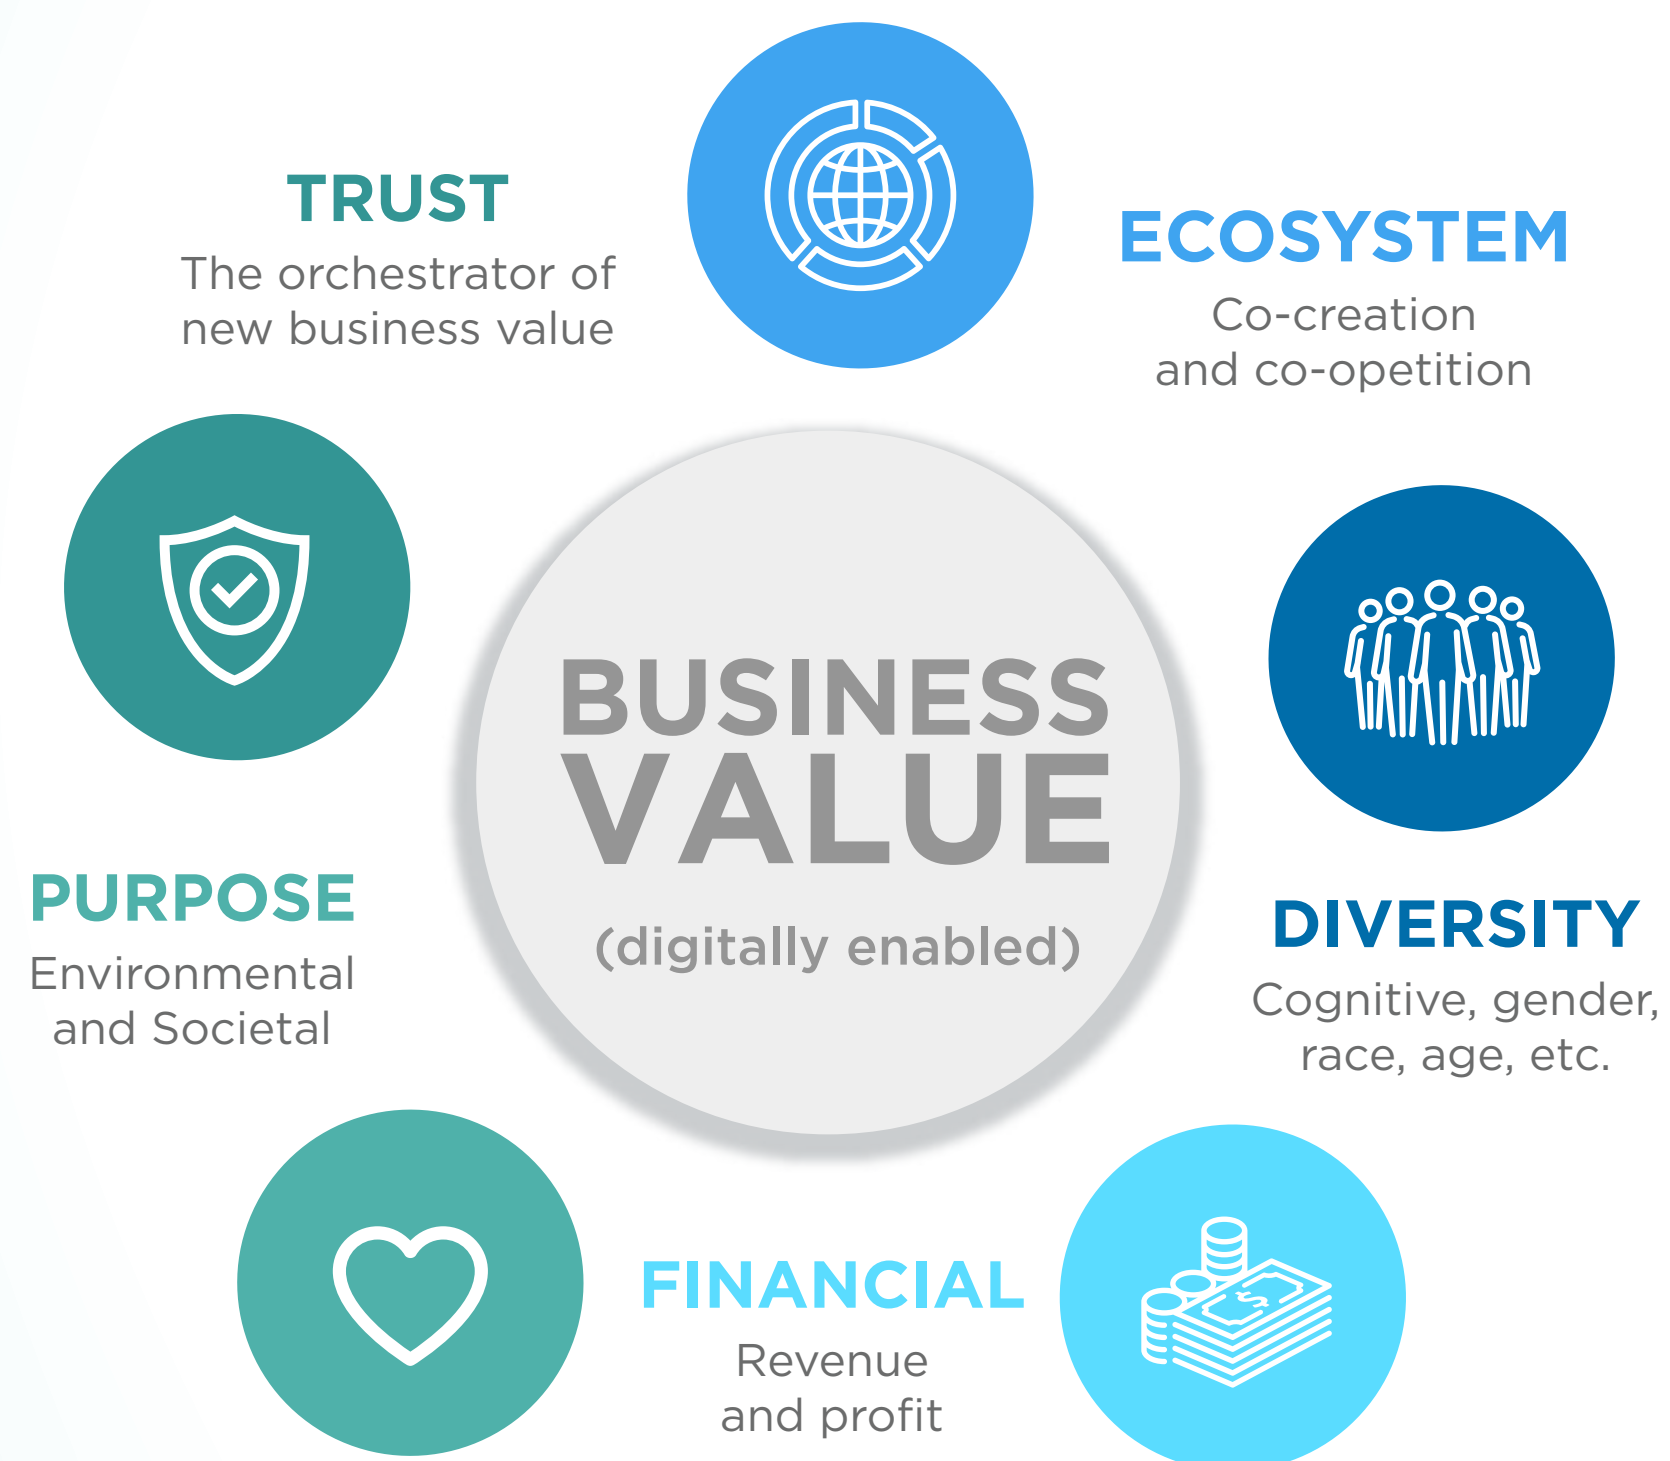 TRUST
The orchestrator of
new business value
ECOSYSTEM
Co-creation
and co-opetition
BUSINESS
VALUE
(digitally enabled)
PURPOSE
Environmental
and Societal
DIVERSITY
Cognitive, gender,
race, age, etc.
FINANCIAL
Revenue
and profit
$